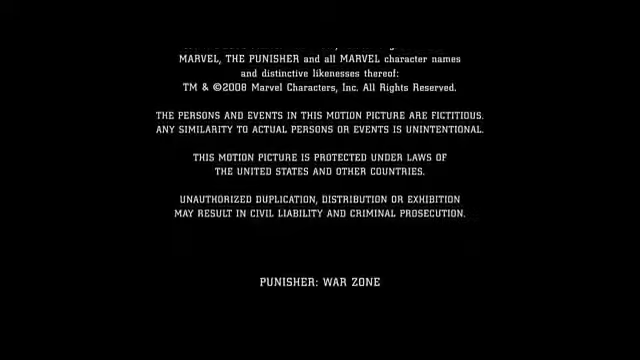 MARVEL, THE PUNISHER and all MARVEL character names
and distinctive likenesses thereof:
TM & ©2008 Marvel Characters, Inc. All Rights Reserved.
THE PERSONS AND EVENTS IN THIS MOTION PICTURE ARE FICTITIOUS.
ANY SIMILARITY TO ACTUAL PERSONS OR EVENTS IS UNINTENTIONAL.
THIS MOTION PICTURE IS PROTECTED UNDER LAWS OF
THE UNITED STATES AND OTHER COUNTRIES.
UNAUTHORIZED DUPLICATION, DISTRIBUTION OR EXHIBITION
MAY RESULT IN CIVIL LIABILITY AND CRIMINAL PROSECUTION.
PUNISHER: WAR ZONE